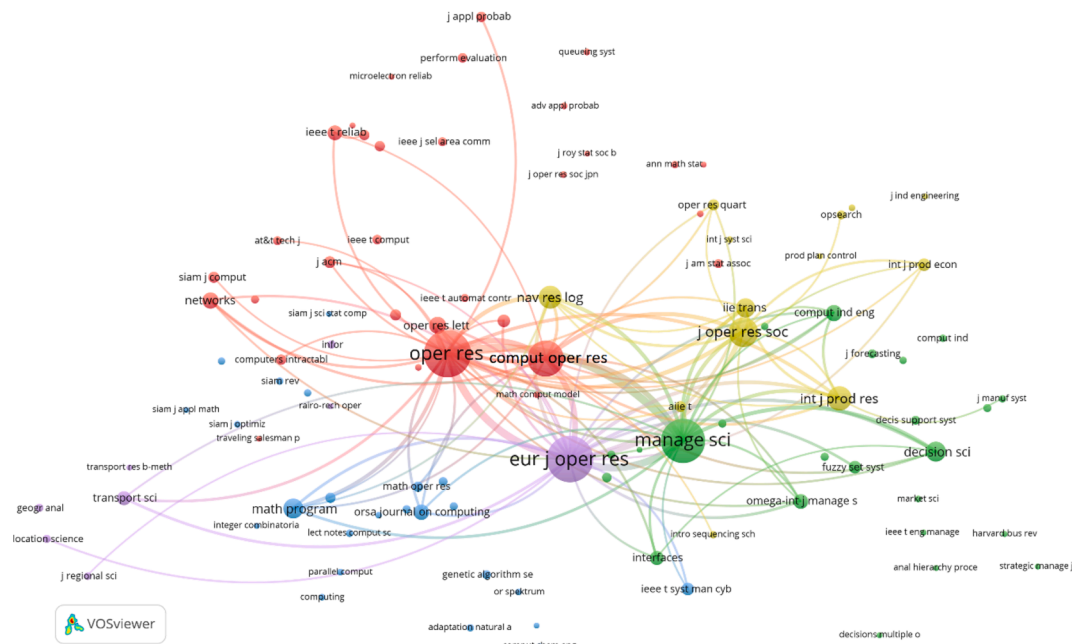 j appl probab
queueing syst
perform evaluation
microelectron reliab
adv appl probab
ieee t reliab
ieee j sel area comm
j roy stat soc b
ann math stat
j oper res soc jpn
j ind engineering
oper res quart
opsearch
at&t tech j
ieee t comput
int j syst sci
prod plan control
j acm
j am stat assoc
int j prod econ
siam j comput
networks
ieee t automat contr
nav res log
iie trans
comput ind eng
siam j sci stat comp
oper res lett
j oper res soc
infor
comput ind
oper res
comput oper res
j forecasting
computers intractabl
siam rev
math comput model
rairo-rech oper
aiie t
int j prod res
j manuf syst
siam j appl math
siam j optimiz
decis support syst
traveling salesman p
manage sci
decision sci
eur j oper res
transport res b-meth
fuzzy set syst
math oper res
transport sci
omega-int j manage s
market sci
geogr anal
math program
orsa journal on computing
integer combinatoria
lect notes comput sc
intro sequencing sch
ieee t eng manage
harvard bus rev
location science
interfaces
anal hierarchy proce
strategic manage j
j regional sci
parallel comput
genetic algorithm se
or spektrum
ieee t syst man cyb
computing
adaptation natural a
decisions multiple o
VOSviewer